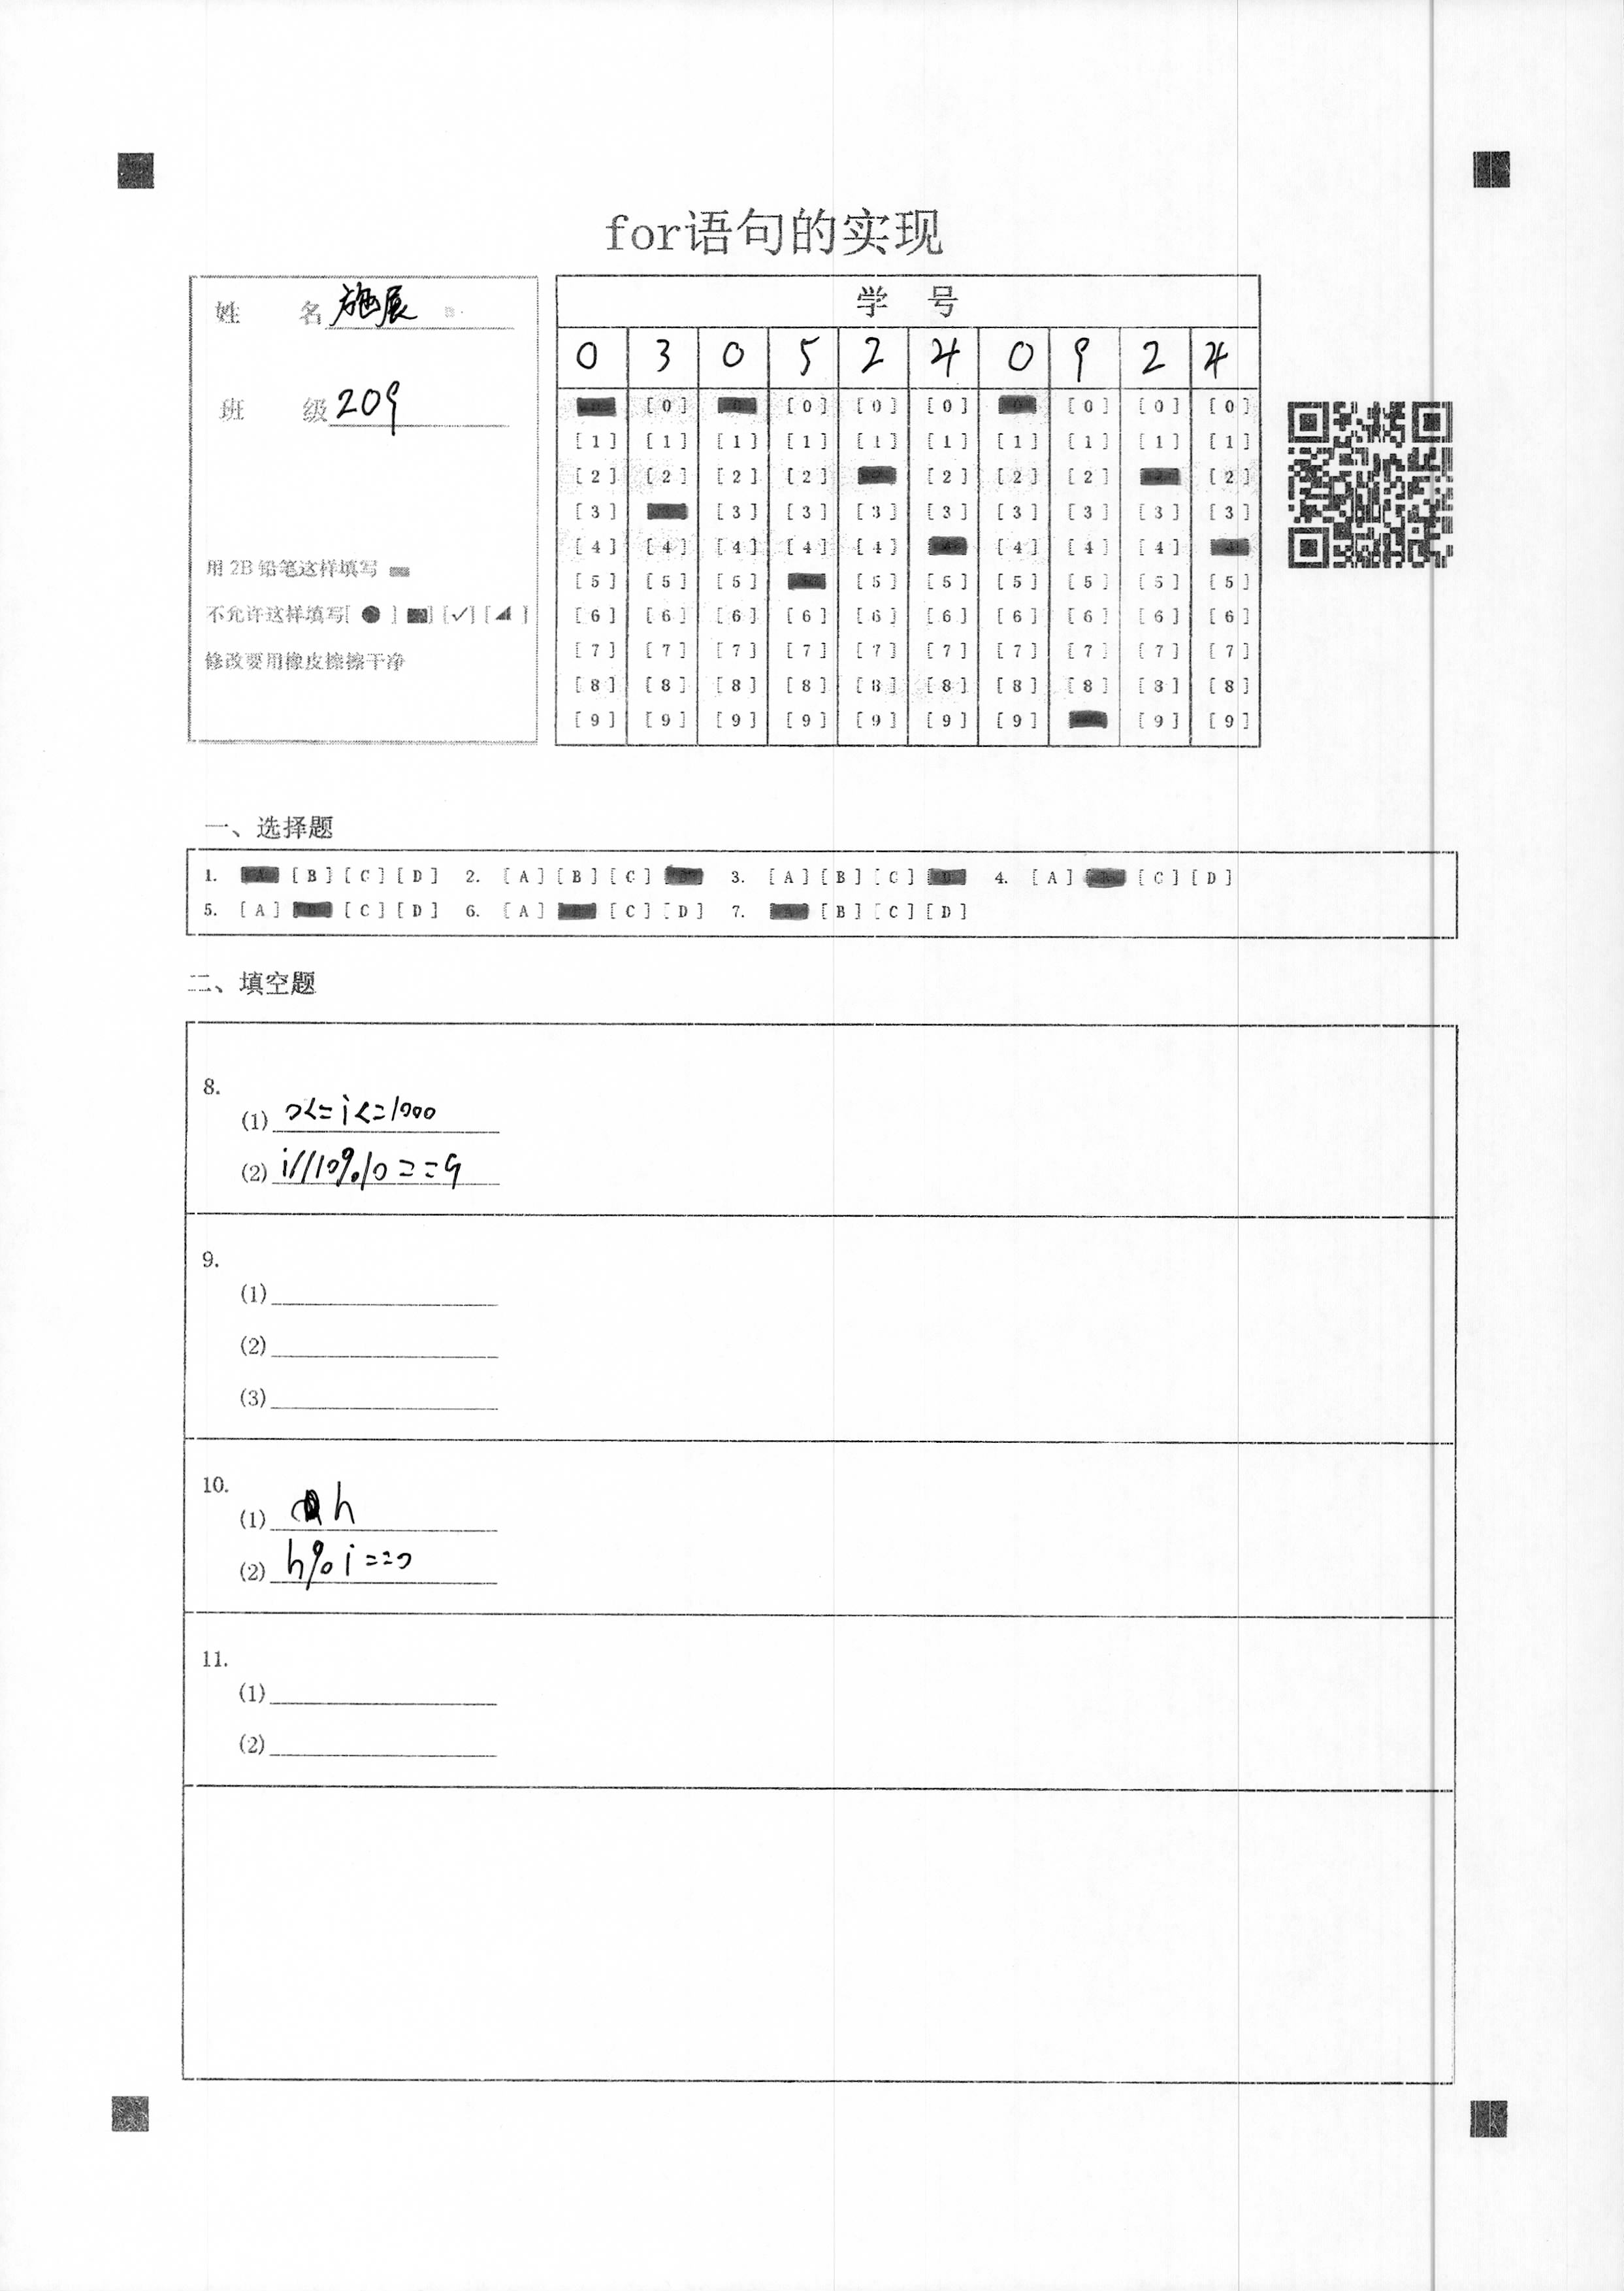 for语句的实现
姓 名 施展
班 级 209
用 2B 铅笔这样填写
不允许这样填写[ ● ] ■] [✓] [◢ ]
修改要用橡皮擦擦干净
学 号
0 3 0 5 2 4 0 9 2 4
[0] [0] [0] [0] [0] [0] [0]
[1] [1] [1] [1] [1] [1] [1] [1] [1] [1]
[2] [2] [2] [2] [2] [2] [2] [2]
[3] [3] [3] [3] [3] [3] [3] [3] [3]
[4] [4] [4] [4] [4] [4] [4] [4]
[5] [5] [5] [5] [5] [5] [5] [5] [5]
[6] [6] [6] [6] [6] [6] [6] [6] [6] [6]
[7] [7] [7] [7] [7] [7] [7] [7] [7] [7]
[8] [8] [8] [8] [8] [8] [8] [8] [8] [8]
[9] [9] [9] [9] [9] [9] [9] [9] [9]
一、选择题
1. [B] [C] [D] 2. [A] [B] [C] 3. [A] [B] [C] 4. [A] [C] [D]
5. [A] [C] [D] 6. [A] [C] [D] 7. [B] [C] [D]
二、填空题
8.
(1) 0<=i<=1000
(2) i//10%10==9
9.
(1)
(2)
(3)
10.
(1) h
(2) h%i==0
11.
(1)
(2)